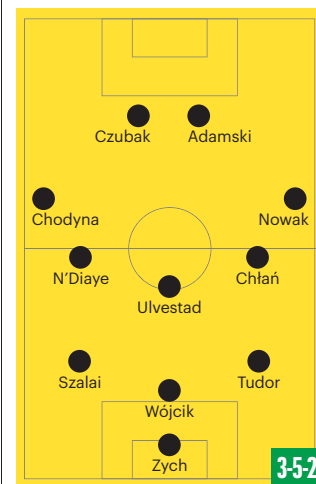 Czubak Adamski
Chodyna Nowak
N'Diaye Chłań
Ulvestad
Szalai Tudor
Wójcik
Zych
3-5-2